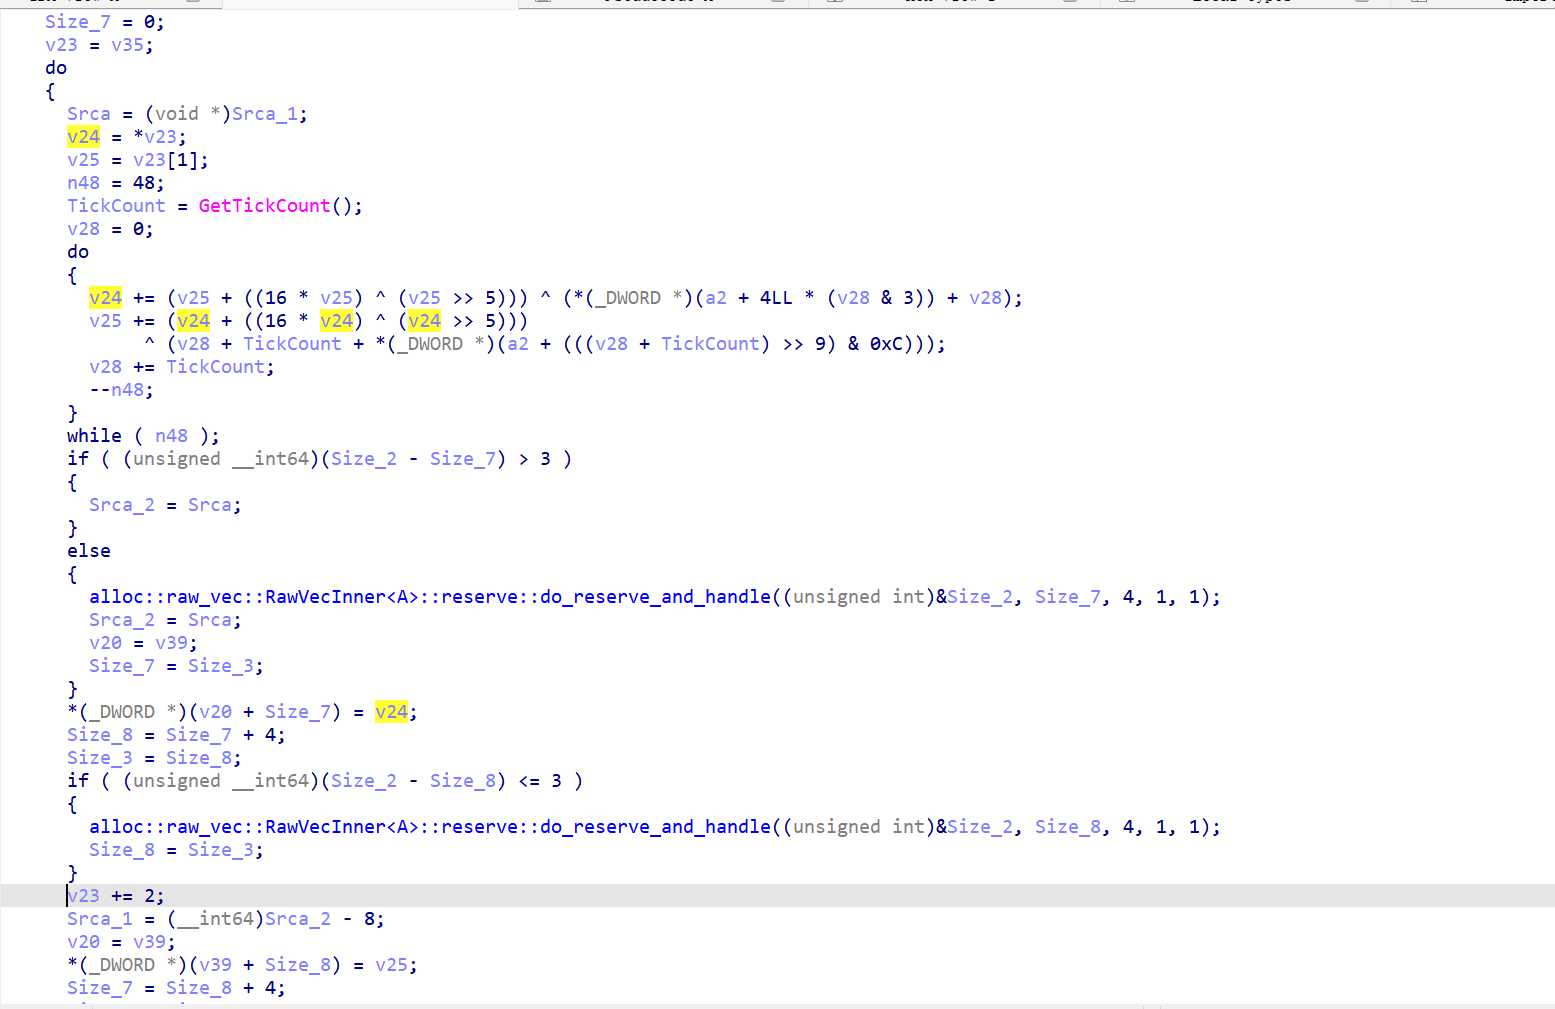 Size_7 = 0;
v23 = v35;
do
{
Srca = (void *)Srca_1;
v24 = *v23;
v25 = v23[1];
n48 = 48;
TickCount = GetTickCount();
v28 = 0;
do
{
v24 += (v25 + ((16 * v25) ^ (v25 >> 5))) ^ (*(_DWORD *)(a2 + 4LL * (v28 & 3)) + v28);
v25 += (v24 + ((16 * v24) ^ (v24 >> 5)))
^ (v28 + TickCount + *(_DWORD *)(a2 + (((v28 + TickCount) >> 9) & 0xC)));
v28 += TickCount;
--n48;
}
while ( n48 );
if ( (unsigned __int64)(Size_2 - Size_7) > 3 )
{
Srca_2 = Srca;
}
else
{
alloc::raw_vec::RawVecInner<A>::reserve::do_reserve_and_handle((unsigned int)&Size_2, Size_7, 4, 1, 1);
Srca_2 = Srca;
v20 = v39;
Size_7 = Size_3;
}
*(_DWORD *)(v20 + Size_7) = v24;
Size_8 = Size_7 + 4;
Size_3 = Size_8;
if ( (unsigned __int64)(Size_2 - Size_8) <= 3 )
{
alloc::raw_vec::RawVecInner<A>::reserve::do_reserve_and_handle((unsigned int)&Size_2, Size_8, 4, 1, 1);
Size_8 = Size_3;
}
v23 += 2;
Srca_1 = (__int64)Srca_2 - 8;
v20 = v39;
*(_DWORD *)(v39 + Size_8) = v25;
Size_7 = Size_8 + 4;